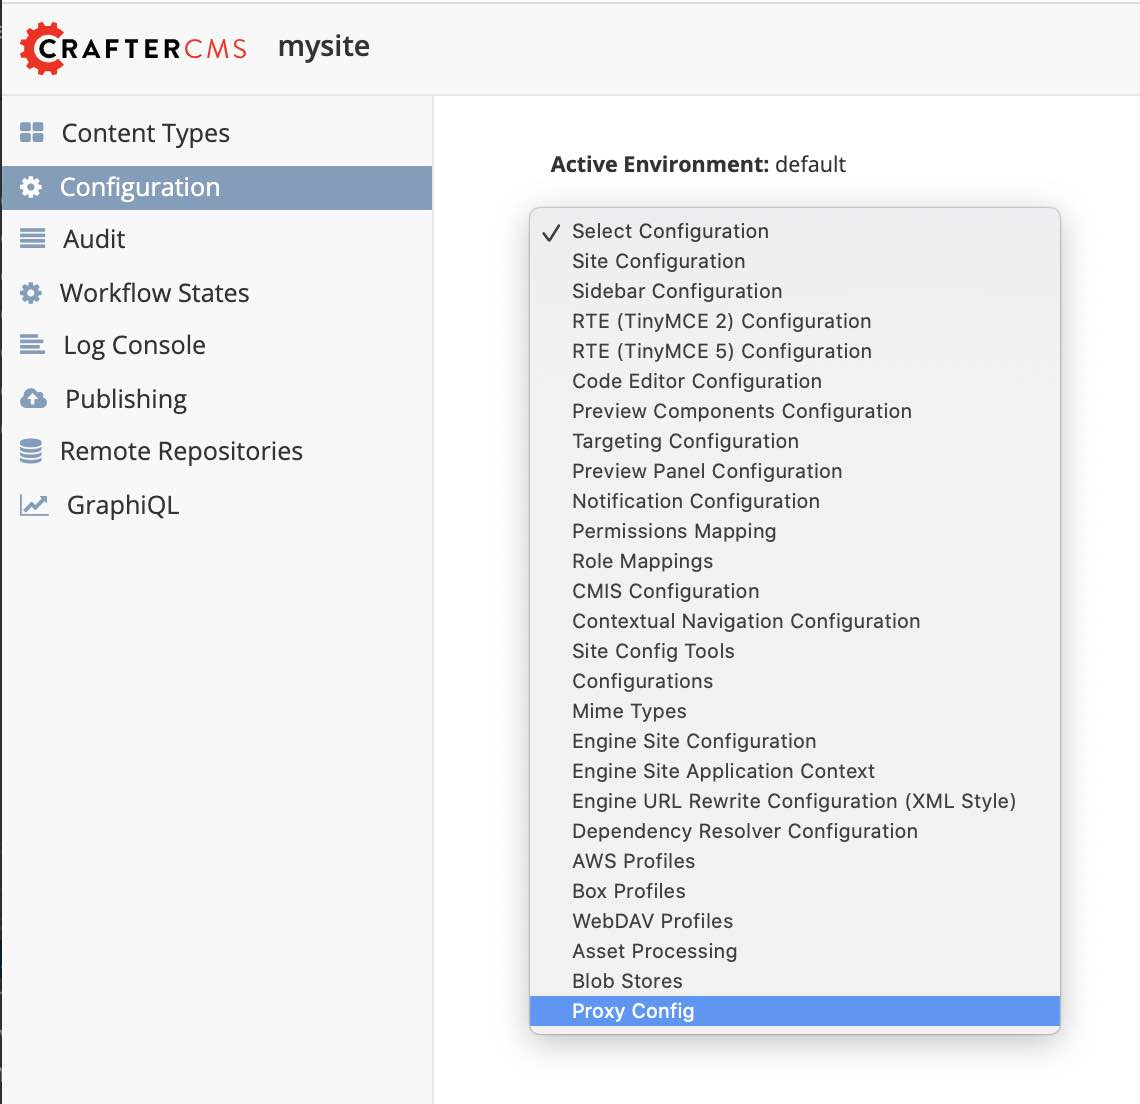 CRAFTERCMS mysite
Content Types
Configuration
Audit
Workflow States
Log Console
Publishing
Remote Repositories
GraphiQL
Active Environment: default
Select Configuration
Site Configuration
Sidebar Configuration
RTE (TinyMCE 2) Configuration
RTE (TinyMCE 5) Configuration
Code Editor Configuration
Preview Components Configuration
Targeting Configuration
Preview Panel Configuration
Notification Configuration
Permissions Mapping
Role Mappings
CMIS Configuration
Contextual Navigation Configuration
Site Config Tools
Configurations
Mime Types
Engine Site Configuration
Engine Site Application Context
Engine URL Rewrite Configuration (XML Style)
Dependency Resolver Configuration
AWS Profiles
Box Profiles
WebDAV Profiles
Asset Processing
Blob Stores
Proxy Config